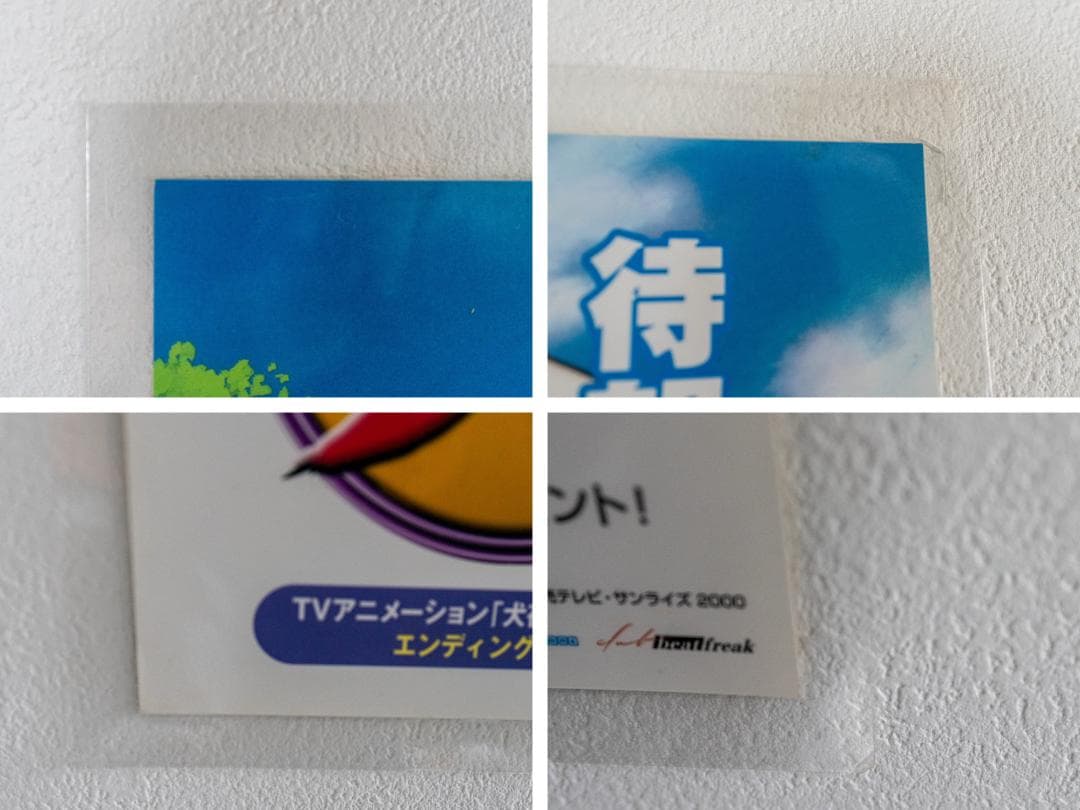 待
TVアニメーション「犬
エンディング
ント!
テレビ・サンライズ 2000
club beatfreak